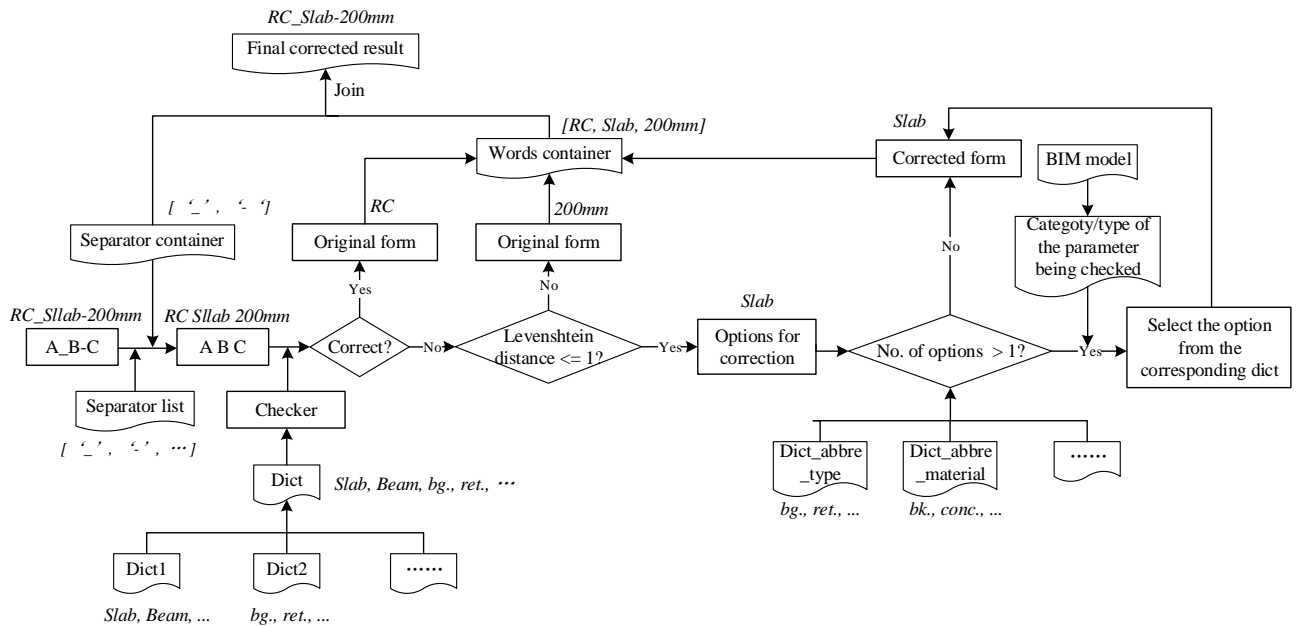 RC_Slab-200mm
Final corrected result
Join
[RC, Slab, 200mm]
Words container
Slab
Corrected form
BIM model
[ ‘_’ , ‘- ‘]
Separator container
RC
Original form
200mm
Original form
No
Categoty/type of
the parameter
being checked
Yes
No
RC_Sllab-200mm
A_B-C
RC Sllab 200mm
A B C
Correct?
No
Levenshtein
distance <= 1?
Yes
Slab
Options for
correction
No. of options > 1?
Yes
Select the option
from the
corresponding dict
Separator list
[ ‘_’ , ‘-’ , … ]
Checker
Dict
Slab, Beam, bg., ret., …
Dict_abbre
_type
bg., ret., ...
Dict_abbre
_material
bk., conc., ...
……
Dict1
Slab, Beam, ...
Dict2
bg., ret., ...
……